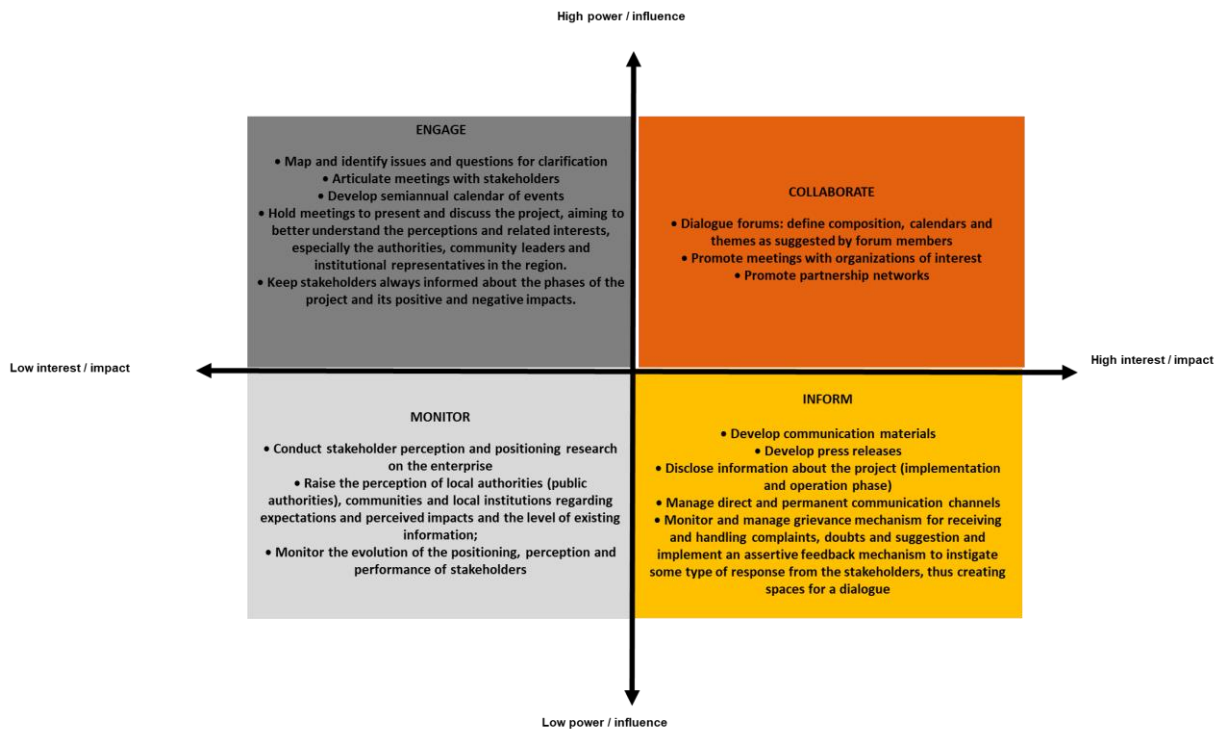 High power / influence
ENGAGE
• Map and identify issues and questions for clarification
• Articulate meetings with stakeholders
• Develop semiannual calendar of events
• Hold meetings to present and discuss the project, aiming to
better understand the perceptions and related interests,
especially the authorities, community leaders and
institutional representatives in the region.
• Keep stakeholders always informed about the phases of the
project and its positive and negative impacts.
COLLABORATE
• Dialogue forums: define composition, calendars and
themes as suggested by forum members
• Promote meetings with organizations of interest
• Promote partnership networks
Low interest / impact
High interest / impact
MONITOR
• Conduct stakeholder perception and positioning research
on the enterprise
• Raise the perception of local authorities (public
authorities), communities and local institutions regarding
expectations and perceived impacts and the level of existing
information;
• Monitor the evolution of the positioning, perception and
performance of stakeholders
INFORM
• Develop communication materials
• Develop press releases
• Disclose information about the project (implementation
and operation phase)
• Manage direct and permanent communication channels
• Monitor and manage grievance mechanism for receiving
and handling complaints, doubts and suggestion and
implement an assertive feedback mechanism to instigate
some type of response from the stakeholders, thus creating
spaces for a dialogue
Low power / influence